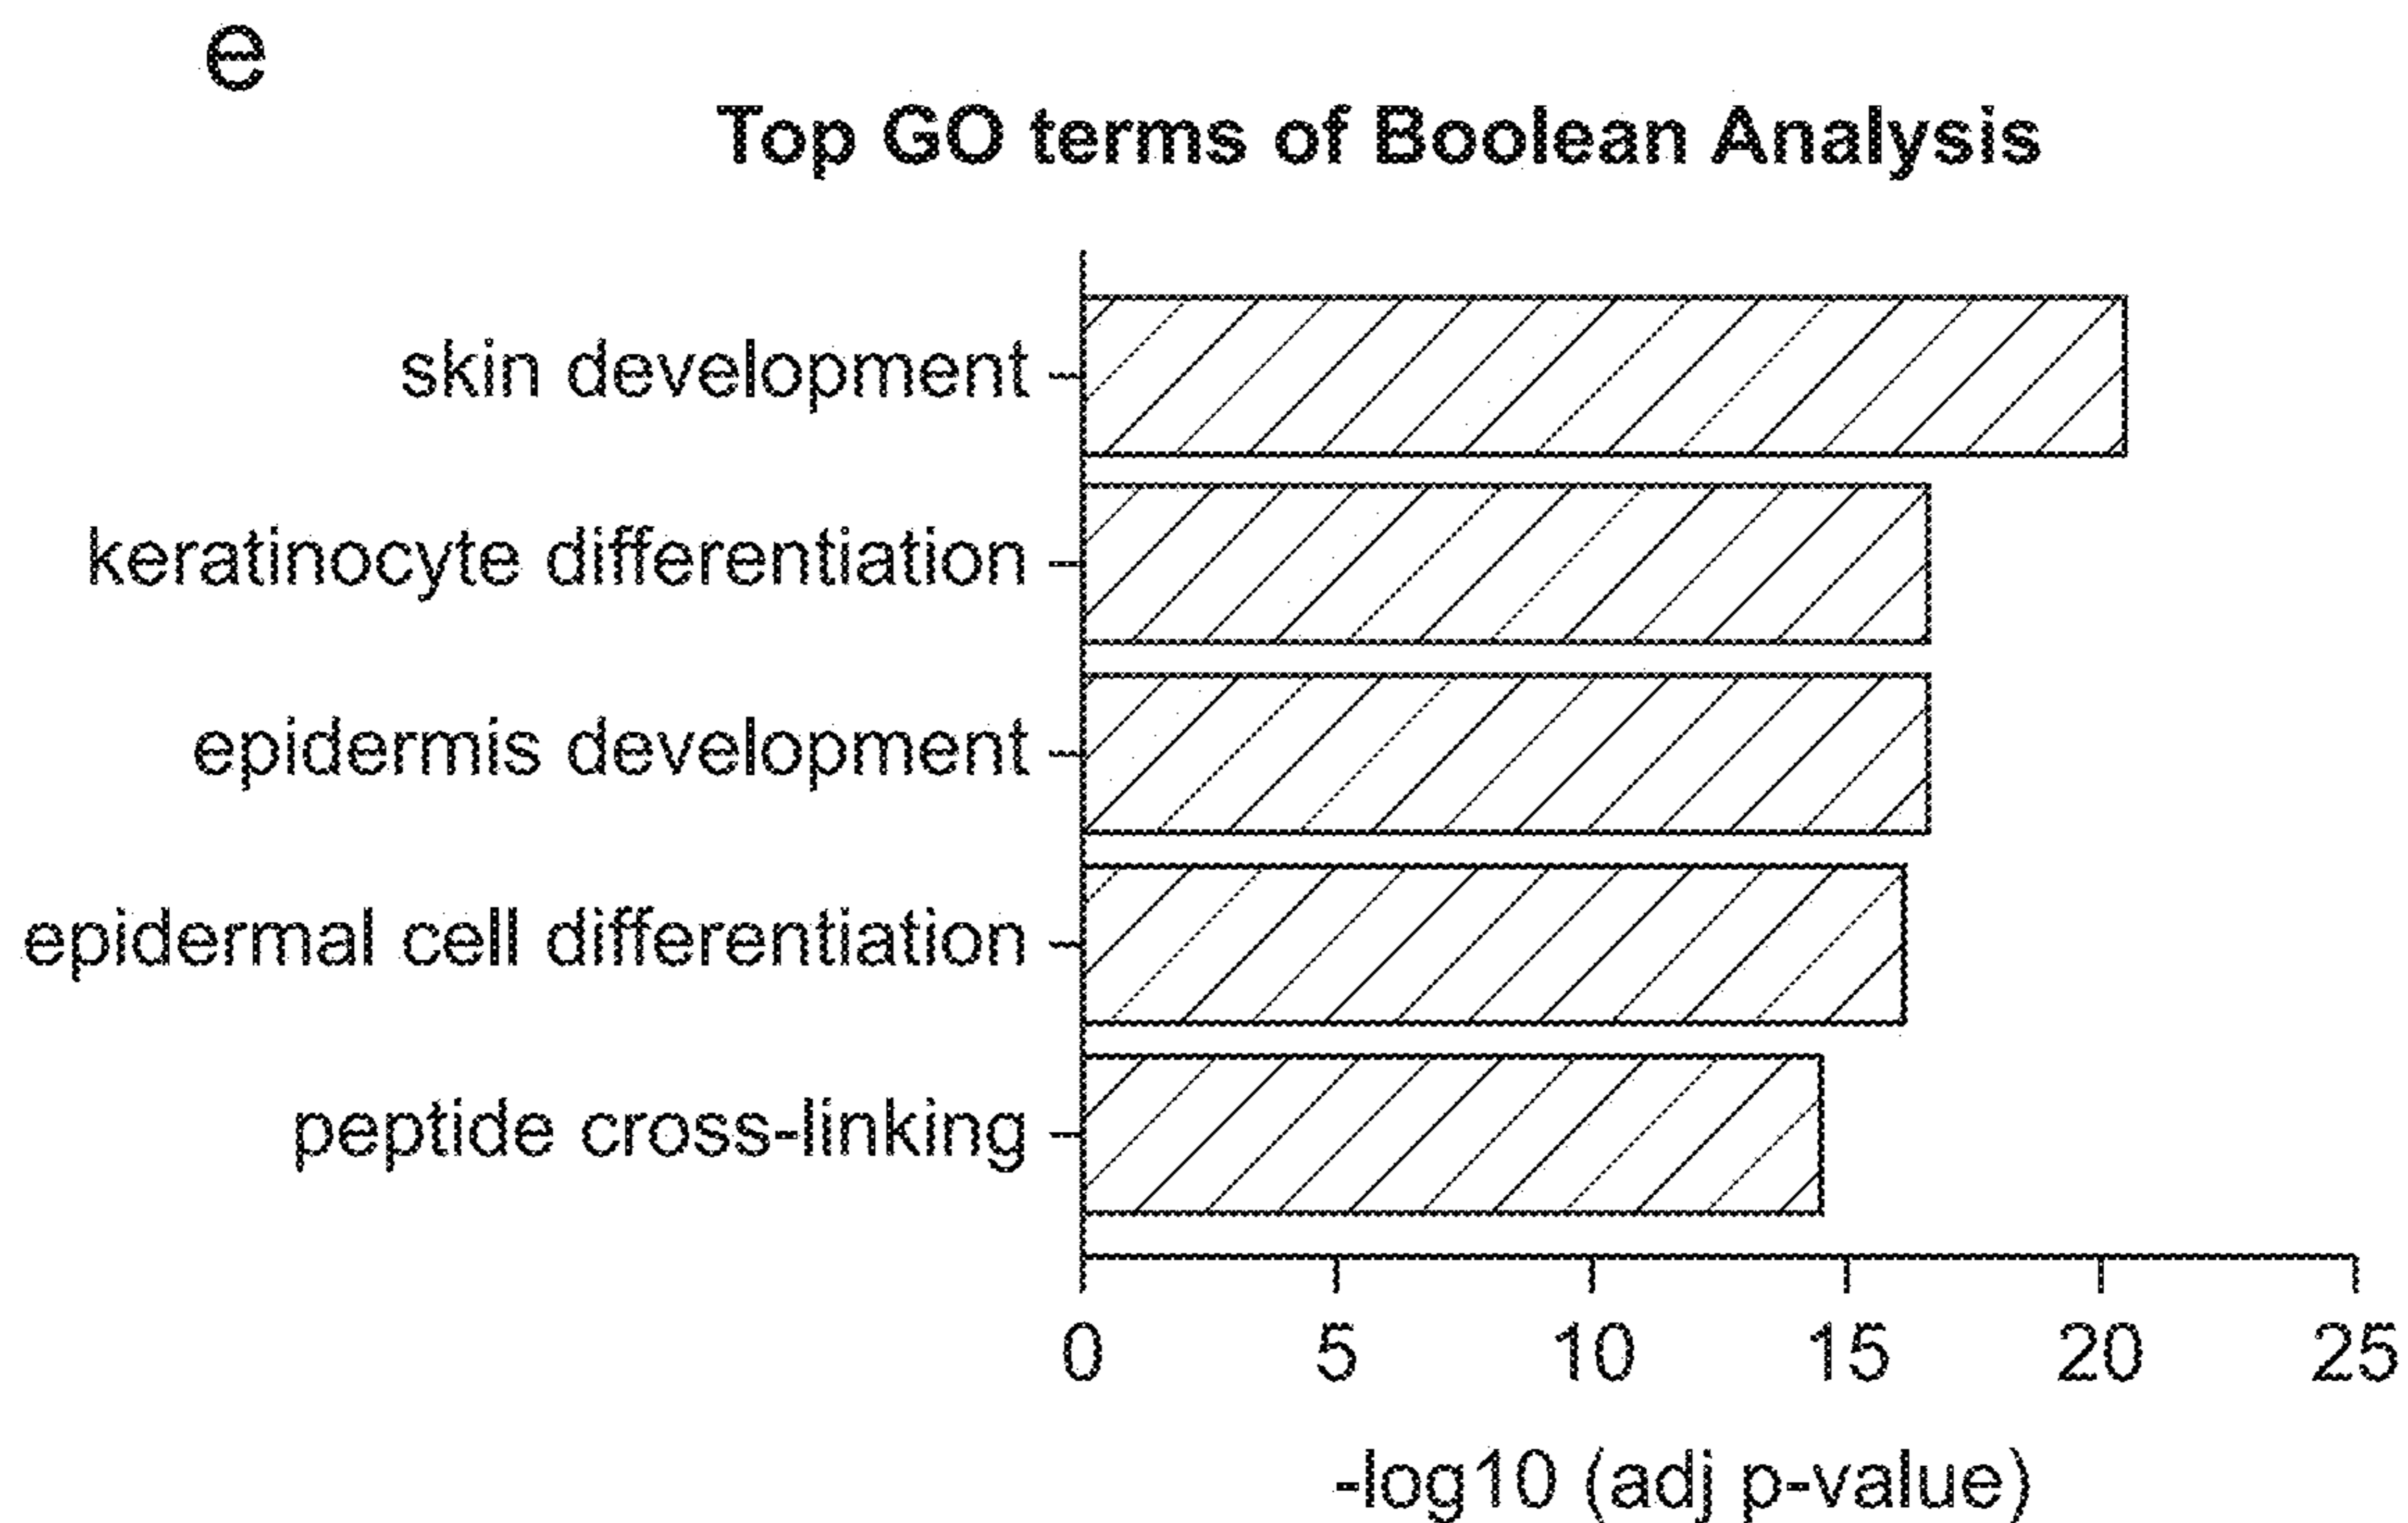 e
Top GO terms of Boolean Analysis
skin development
keratinocyte differentiation
epidermis development
epidermal cell differentiation
peptide cross-linking
0 5 10 15 20 25
-log10 (adj p-value)